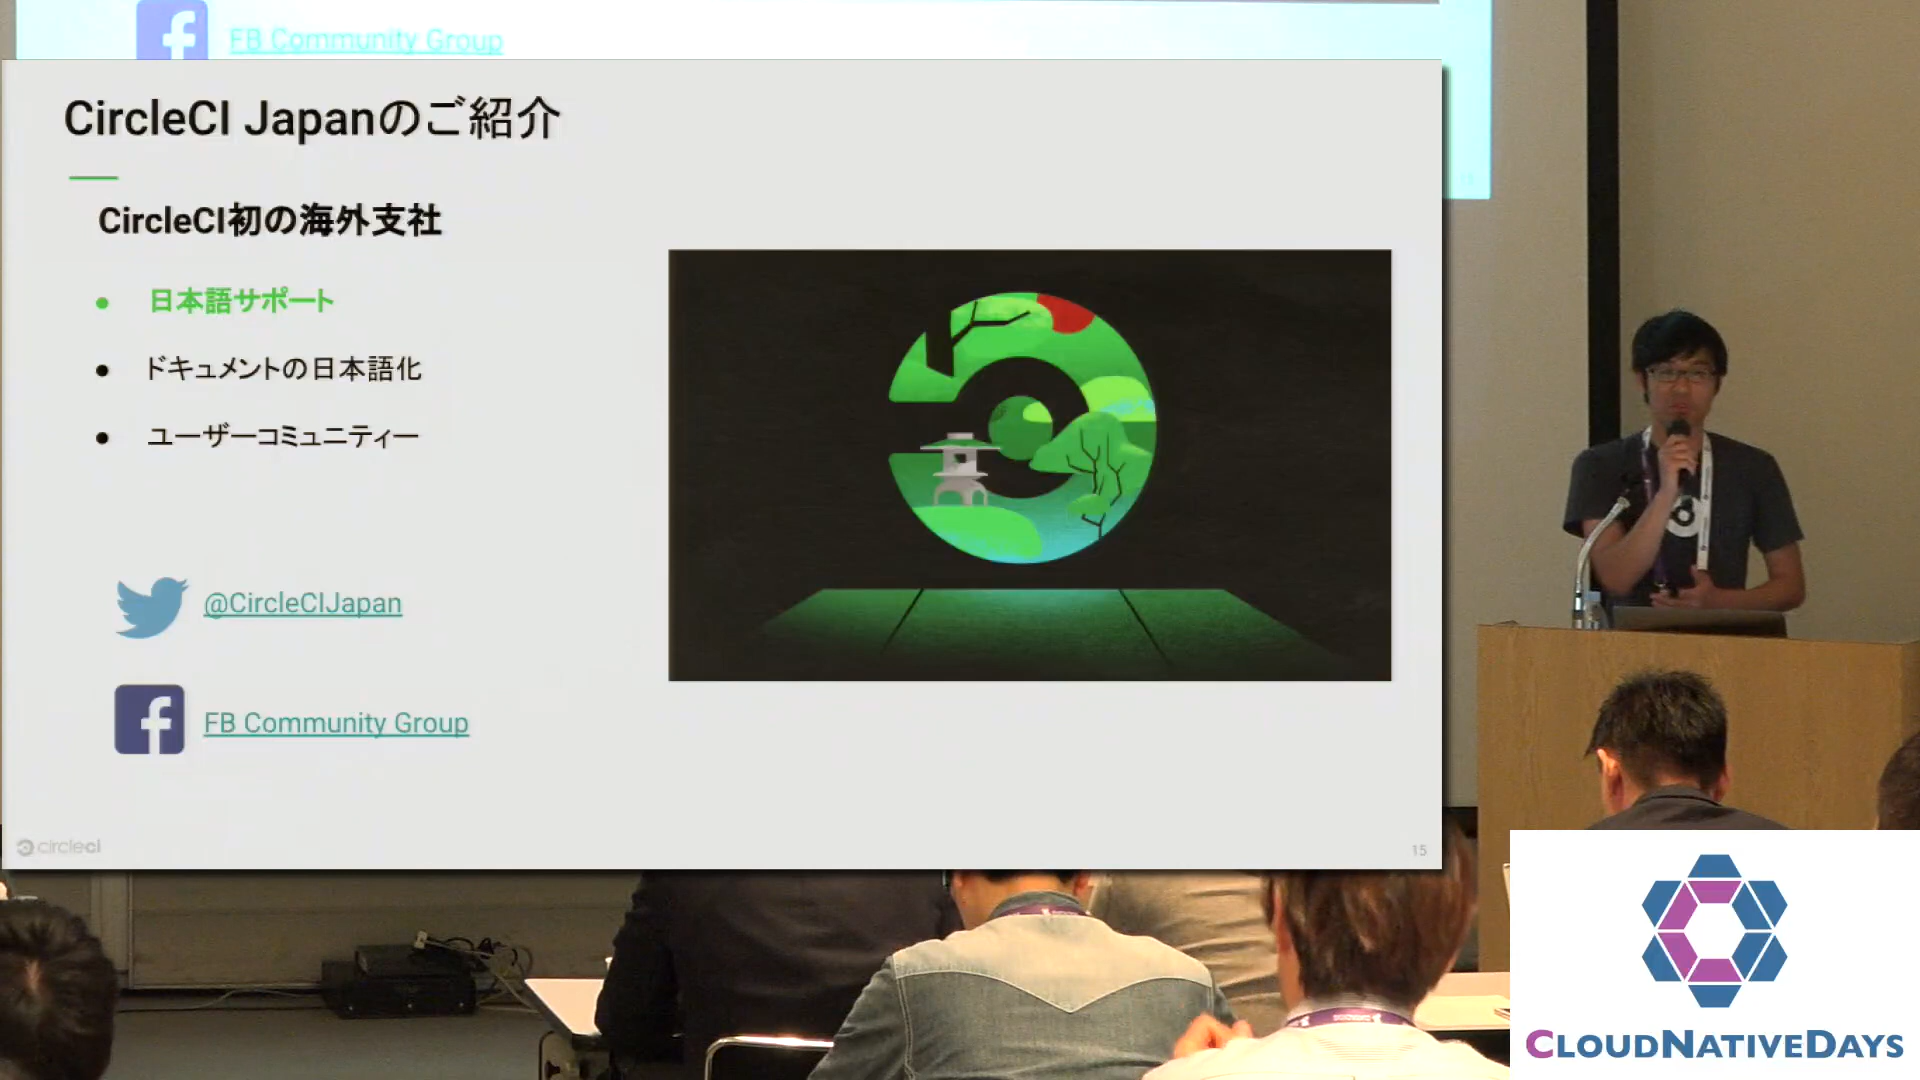 FB Community Group
CircleCI Japanのご紹介
CircleCI初の海外支社
日本語サポート
ドキュメントの日本語化
ユーザーコミュニティー
@CircleCIJapan
FB Community Group
circleci
15
CLOUDNATIVEDAYS